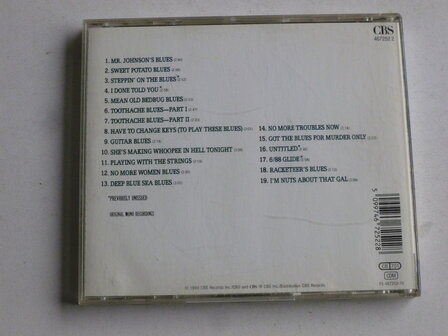 CBS
467252 2
1. MR. JOHNSON'S BLUES
2. SWEET POTATO BLUES
3. STEPPIN' ON THE BLUES*
4. I DONE TOLD YOU*
5. MEAN OLD BEDBUG BLUES
6. TOOTHACHE BLUES—PART I
7. TOOTHACHE BLUES—PART II
8. HAVE TO CHANGE KEYS (TO PLAY THESE BLUES)
9. GUITAR BLUES
10. SHE'S MAKING WHOOPEE IN HELL TONIGHT
11. PLAYING WITH THE STRINGS
12. NO MORE WOMEN BLUES
13. DEEP BLUE SEA BLUES
14. NO MORE TROUBLES NOW
15. GOT THE BLUES FOR MURDER ONLY
16. UNTITLED*
17. 6/88 GLIDE*
18. RACKETEER'S BLUES
19. I'M NUTS ABOUT THAT GAL
*PREVIOUSLY UNISSUED
ORIGINAL MONO RECORDINGS
5 099746 725228